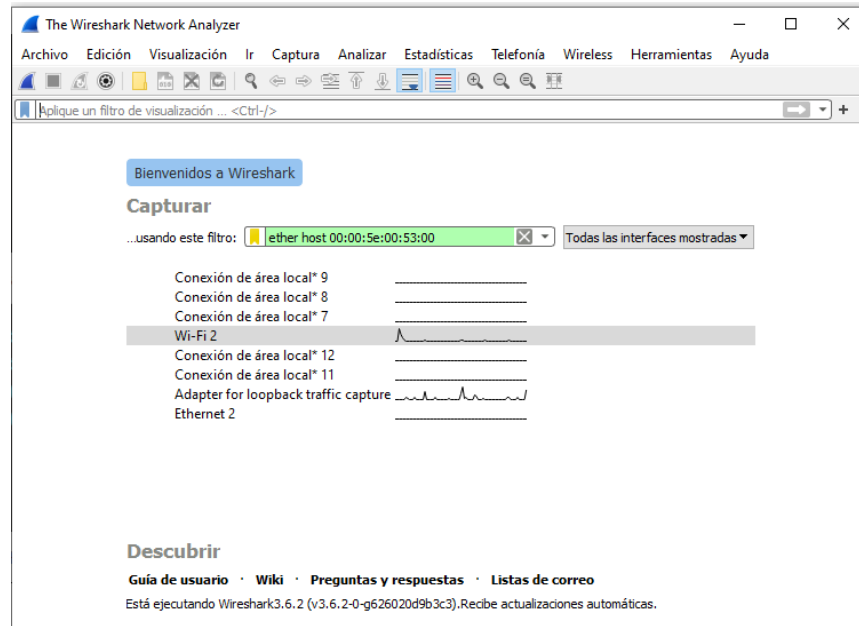 The Wireshark Network Analyzer
Archivo Edición Visualización Ir Captura Analizar Estadísticas Telefonía Wireless Herramientas Ayuda
Aplique un filtro de visualización ... <Ctrl-/>
Bienvenidos a Wireshark
Capturar
...usando este filtro: ether host 00:00:5e:00:53:00 Todas las interfaces mostradas
Conexión de área local* 9
Conexión de área local* 8
Conexión de área local* 7
Wi-Fi 2
Conexión de área local* 12
Conexión de área local* 11
Adapter for loopback traffic capture
Ethernet 2
Descubrir
Guía de usuario · Wiki · Preguntas y respuestas · Listas de correo
Está ejecutando Wireshark3.6.2 (v3.6.2-0-g626020d9b3c3).Recibe actualizaciones automáticas.